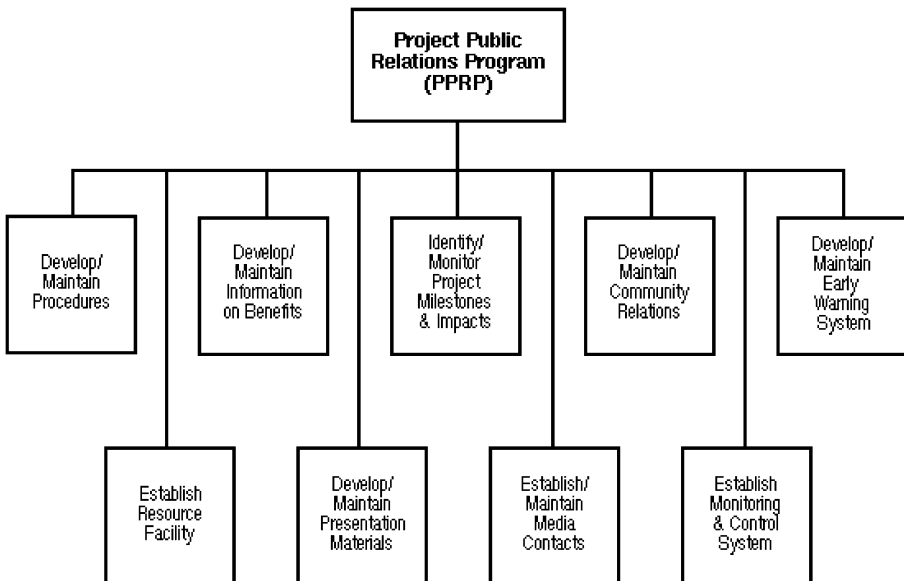 Project Public
Relations Program
(PPRP)
Develop/
Maintain
Procedures
Develop/
Maintain
Information
on Benefits
Identify/
Monitor
Project
Milestones
& Impacts
Develop/
Maintain
Community
Relations
Develop/
Maintain
Early
Warning
System
Establish
Resource
Facility
Develop/
Maintain
Presentation
Materials
Establish/
Maintain
Media
Contacts
Establish
Monitoring
& Control
System